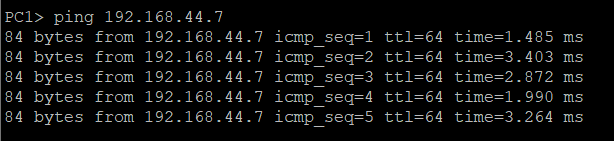 PC1> ping 192.168.44.7
84 bytes from 192.168.44.7 icmp_seq=1 ttl=64 time=1.485 ms
84 bytes from 192.168.44.7 icmp_seq=2 ttl=64 time=3.403 ms
84 bytes from 192.168.44.7 icmp_seq=3 ttl=64 time=2.872 ms
84 bytes from 192.168.44.7 icmp_seq=4 ttl=64 time=1.990 ms
84 bytes from 192.168.44.7 icmp_seq=5 ttl=64 time=3.264 ms